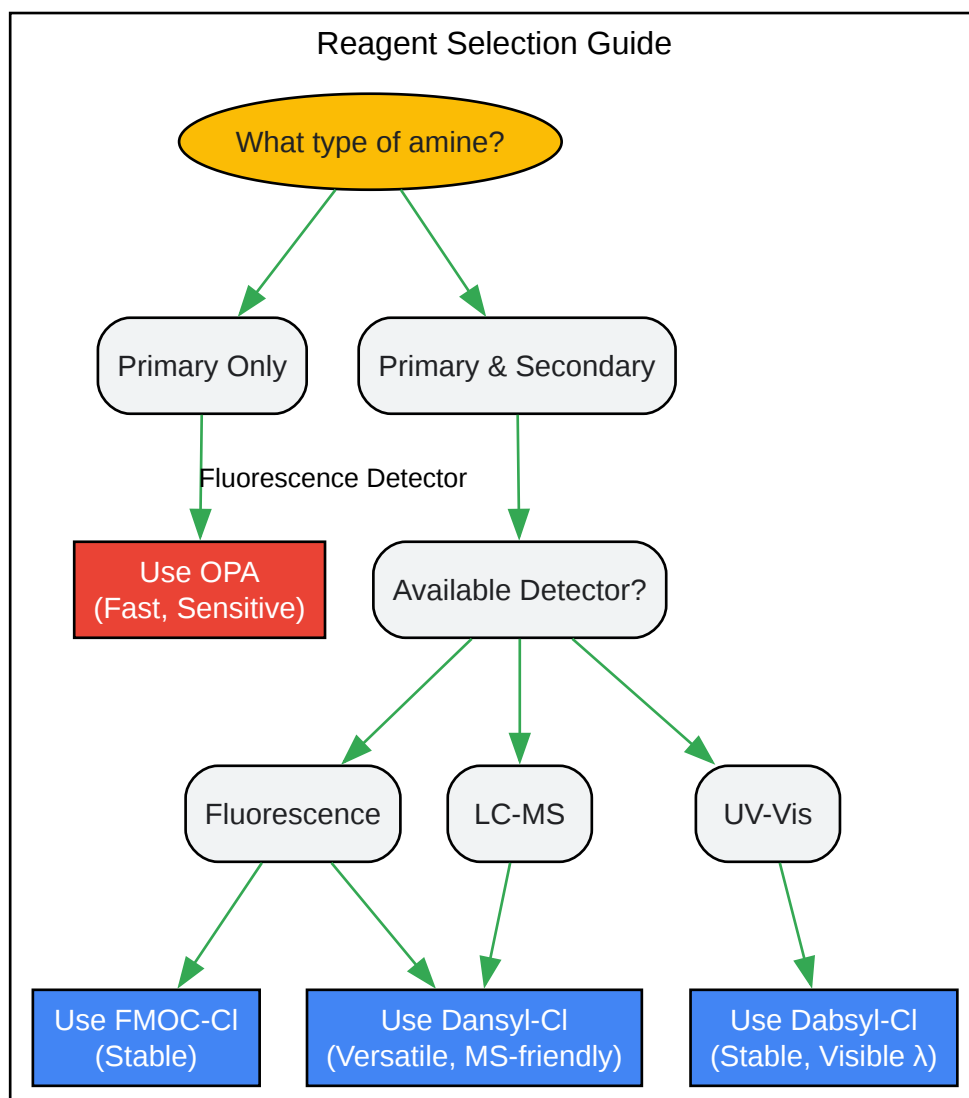 Reagent Selection Guide
What type of amine?
Primary Only
Primary & Secondary
Fluorescence Detector
Use OPA
(Fast, Sensitive)
Available Detector?
Fluorescence
LC-MS
UV-Vis
Use FMOC-Cl
(Stable)
Use Dansyl-Cl
(Versatile, MS-friendly)
Use Dabsyl-Cl
(Stable, Visible λ)